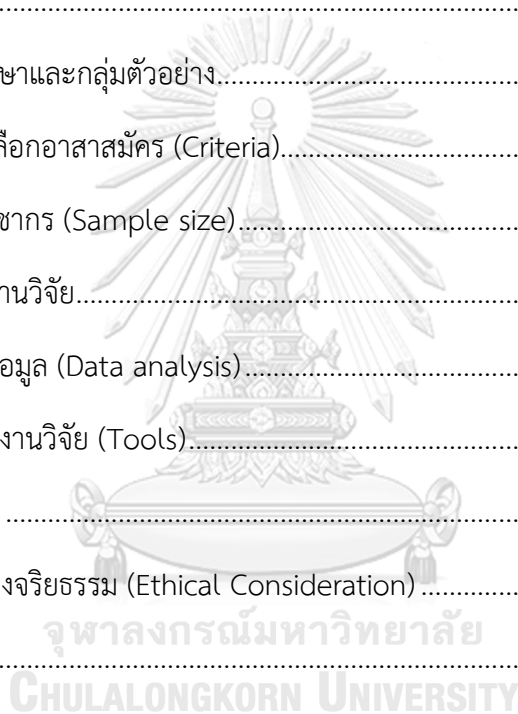 ........................................................................
ษาและกลุ่มตัวอย่าง..........................................
ลือกอาสาสมัคร (Criteria).................................
ชากร (Sample size)........................................
านวิจัย............................................................
อมูล (Data analysis).......................................
งานวิจัย (Tools)..............................................
........................................................................
งจริยธรรม (Ethical Consideration)..............
จุฬาลงกรณ์มหาวิทยาลัย
........................................................................
CHULALONGKORN UNIVERSITY